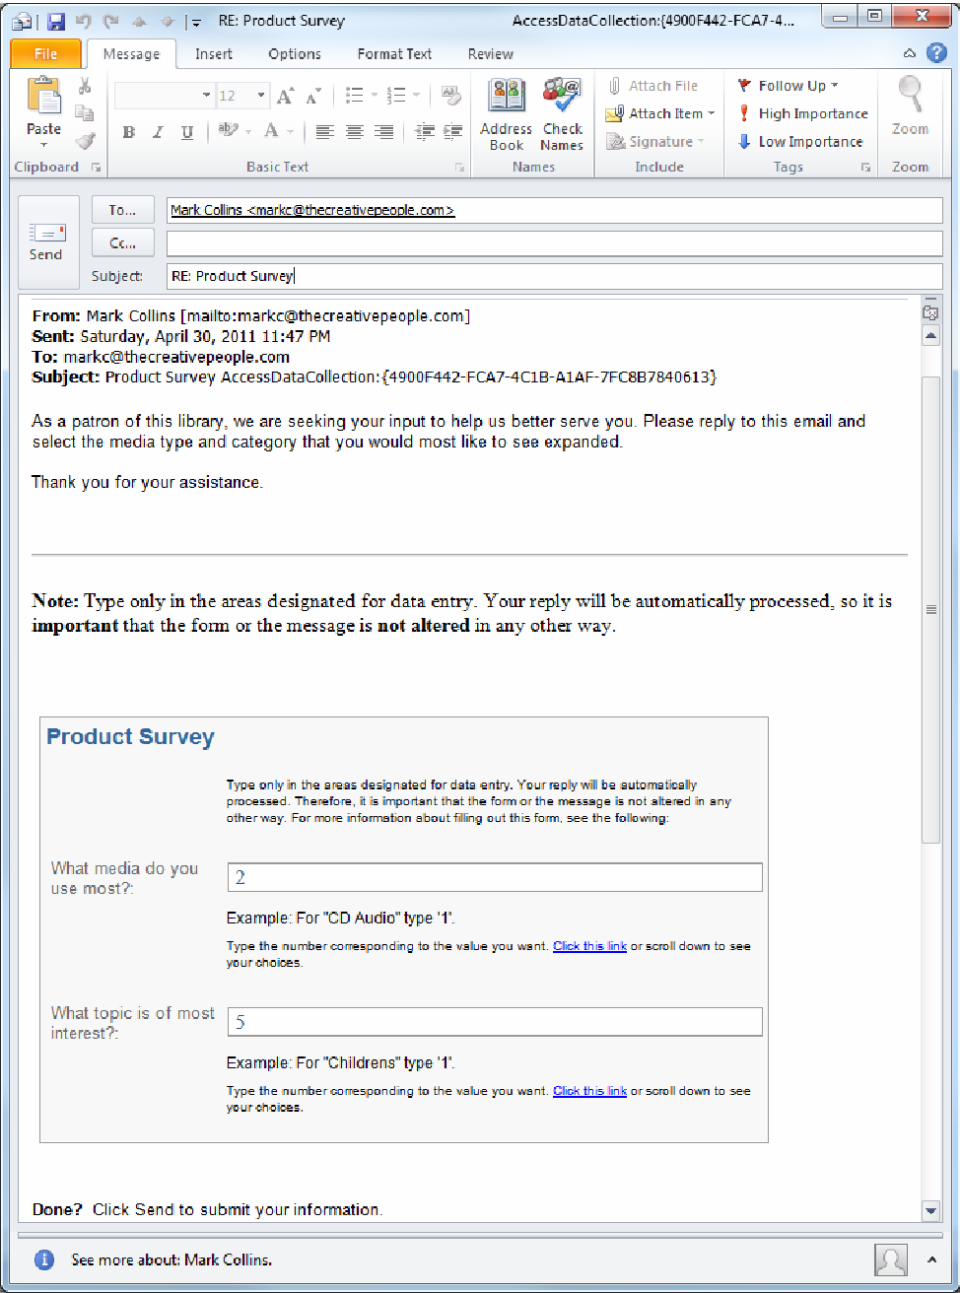 RE: Product Survey AccessDataCollection:{4900F442-FCA7-4...
File Message Insert Options Format Text Review
Paste
Clipboard
12
B I U
Basic Text
Address Book
Check Names
Names
Attach File
Attach Item
Signature
Include
Follow Up
High Importance
Low Importance
Tags
Zoom
Zoom
Send
To... Mark Collins <markc@thecreativepeople.com>
Cc...
Subject: RE: Product Survey
From: Mark Collins [mailto:markc@thecreativepeople.com]
Sent: Saturday, April 30, 2011 11:47 PM
To: markc@thecreativepeople.com
Subject: Product Survey AccessDataCollection:{4900F442-FCA7-4C1B-A1AF-7FC8B7840613}
As a patron of this library, we are seeking your input to help us better serve you. Please reply to this email and
select the media type and category that you would most like to see expanded.
Thank you for your assistance.
Note: Type only in the areas designated for data entry. Your reply will be automatically processed, so it is
important that the form or the message is not altered in any other way.
Product Survey
Type only in the areas designated for data entry. Your reply will be automatically
processed. Therefore, it is important that the form or the message is not altered in any
other way. For more information about filling out this form, see the following:
What media do you
use most?:
2
Example: For "CD Audio" type '1'.
Type the number corresponding to the value you want. Click this link or scroll down to see
your choices.
What topic is of most
interest?:
5
Example: For "Childrens" type '1'.
Type the number corresponding to the value you want. Click this link or scroll down to see
your choices.
Done? Click Send to submit your information.
See more about: Mark Collins.